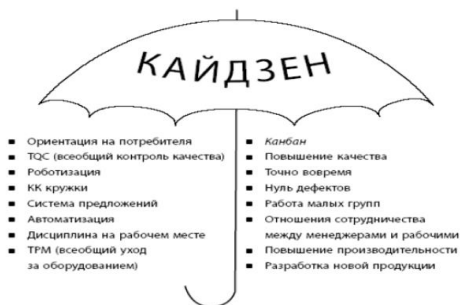 КАЙДЗЕН
■ Ориентация на потребителя
■ TQC (всеобщий контроль качества)
■ Роботизация
■ КК кружки
■ Система предложений
■ Автоматизация
■ Дисциплина на рабочем месте
■ ТРМ (всеобщий уход
за оборудованием)
■ Канбан
■ Повышение качества
■ Точно вовремя
■ Нуль дефектов
■ Работа малых групп
■ Отношения сотрудничества
между менеджерами и рабочими
■ Повышение производительности
■ Разработка новой продукции